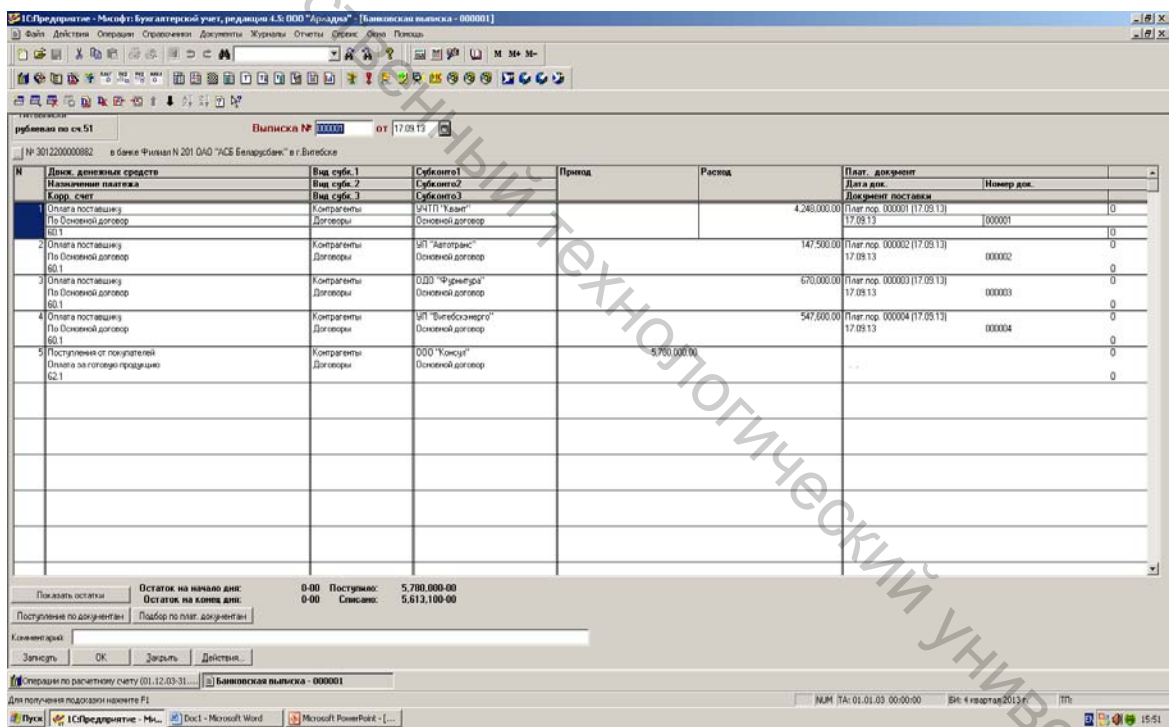 1С:Предприятие - Мисофт: Бухгалтерский учет, редакция 4.5: ООО "Ариадна" - [Банковская выписка - 000001]
Файл Действия Операции Справочники Документы Журналы Отчеты Сервис Окна Помощь
M M+ M-
рублевая по сч.51
Выписка № 000001 от 17.09.13
№ 3012200000882 в банке Филиал N 201 ОАО "АСБ Беларусбанк" в г.Витебске
N Движ. денежных средств Вид субк.1 Субконто1 Приход Расход Плат. документ
Назначение платежа Вид субк.2 Субконто2 Дата док. Номер док.
Корр. счет Вид субк.3 Субконто3 Документ поставки
1 Оплата поставщику Контрагенты УЧТП "Квант" 4,248,000.00 Плат.пор. 000001 (17.09.13) 0
По Основной договор Договоры Основной договор 17.09.13 000001
60.1 0
2 Оплата поставщику Контрагенты УП "Автотранс" 147,500.00 Плат.пор. 000002 (17.09.13) 0
По Основной договор Договоры Основной договор 17.09.13 000002
60.1 0
3 Оплата поставщику Контрагенты ОДО "Фурнитура" 670,000.00 Плат.пор. 000003 (17.09.13) 0
По Основной договор Договоры Основной договор 17.09.13 000003
60.1 0
4 Оплата поставщику Контрагенты УП "Витебскэнерго" 547,600.00 Плат.пор. 000004 (17.09.13) 0
По Основной договор Договоры Основной договор 17.09.13 000004
60.1 0
5 Поступления от покупателей Контрагенты ООО "Консул" 5,780,000.00 0
Оплата за готовую продукцию Договоры Основной договор . .
62.1 0
Показать остатки Остаток на начало дня: 0-00 Поступило: 5,780,000-00
Остаток на конец дня: 0-00 Списано: 5,613,100-00
Поступление по документам Подбор по плат. документам
Комментарий:
Записать OK Закрыть Действия...
Операции по расчетному счету (01.12.03-31.... Банковская выписка - 000001
Для получения подсказки нажмите F1 NUM ТА: 01.01.03 00:00:00 БИ: 4 квартал 2013 г. ТП:
Пуск 1С:Предприятие - Ми... Doc1 - Microsoft Word Microsoft PowerPoint - [... 15:51
ственный технологический униве